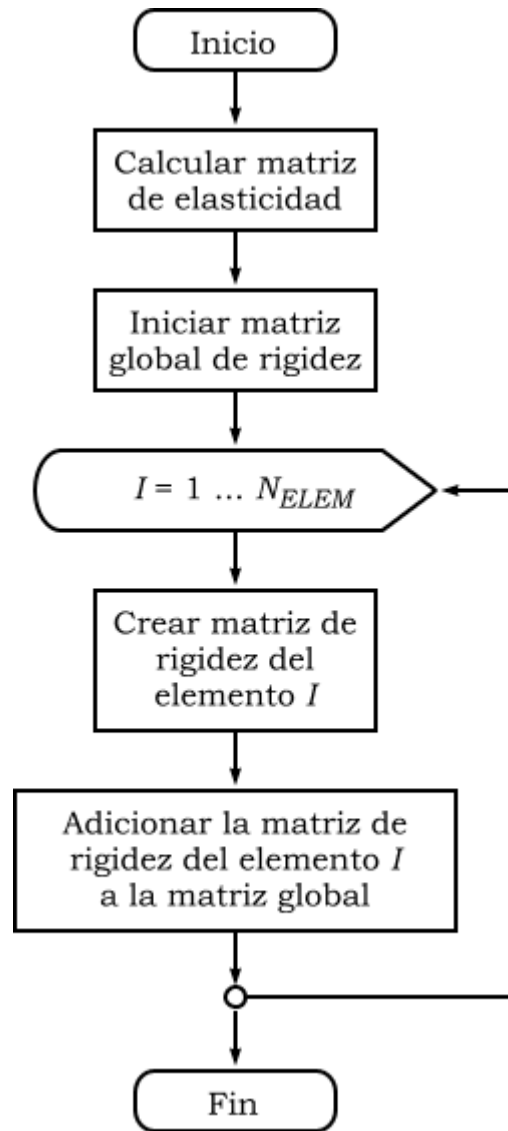 Inicio
Calcular matriz
de elasticidad
Iniciar matriz
global de rigidez
I = 1 ... N_ELEM
Crear matriz de
rigidez del
elemento I
Adicionar la matriz de
rigidez del elemento I
a la matriz global
Fin